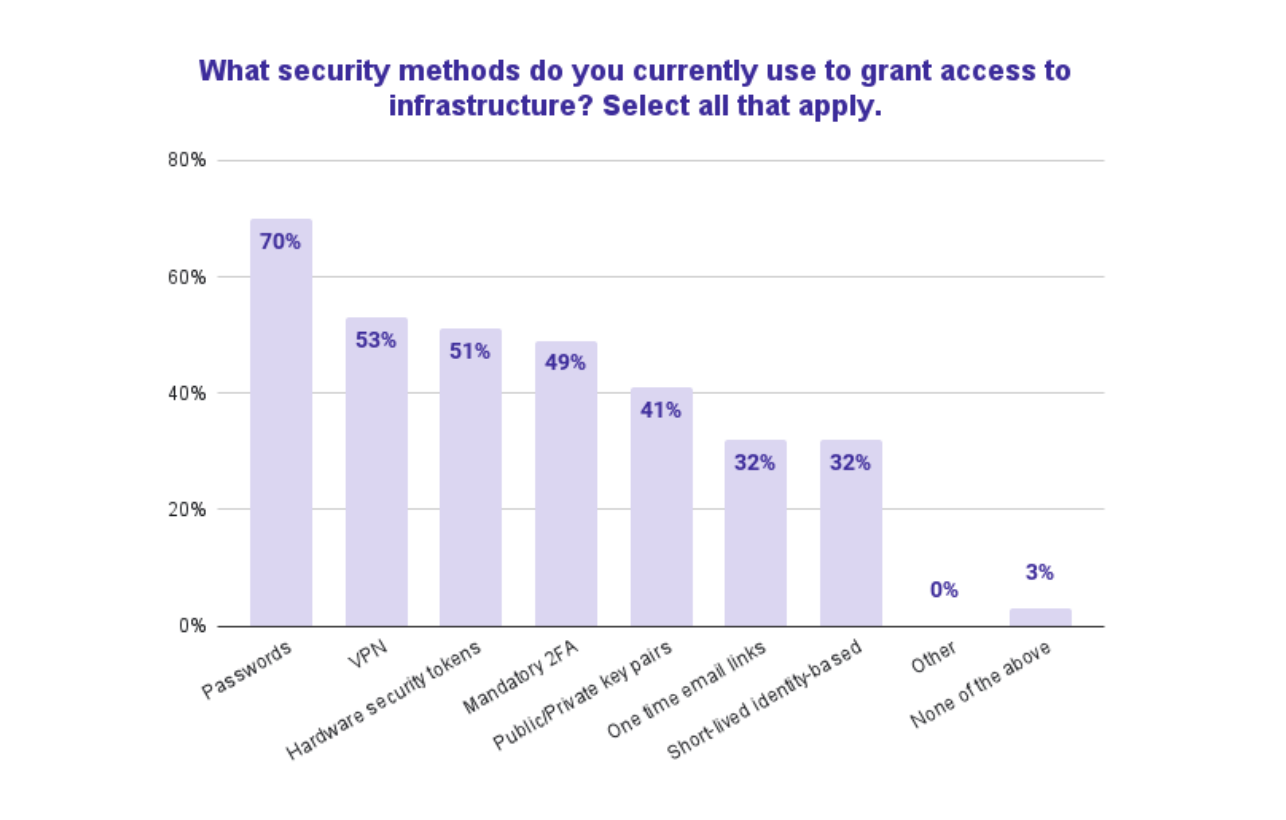 What security methods do you currently use to grant access to
infrastructure? Select all that apply.
80%
60%
40%
20%
0%
70%
53%
51%
49%
41%
32%
32%
0%
3%
Passwords
VPN
Hardware security tokens
Mandatory 2FA
Public/Private key pairs
One time email links
Short-lived identity-based
Other
None of the above